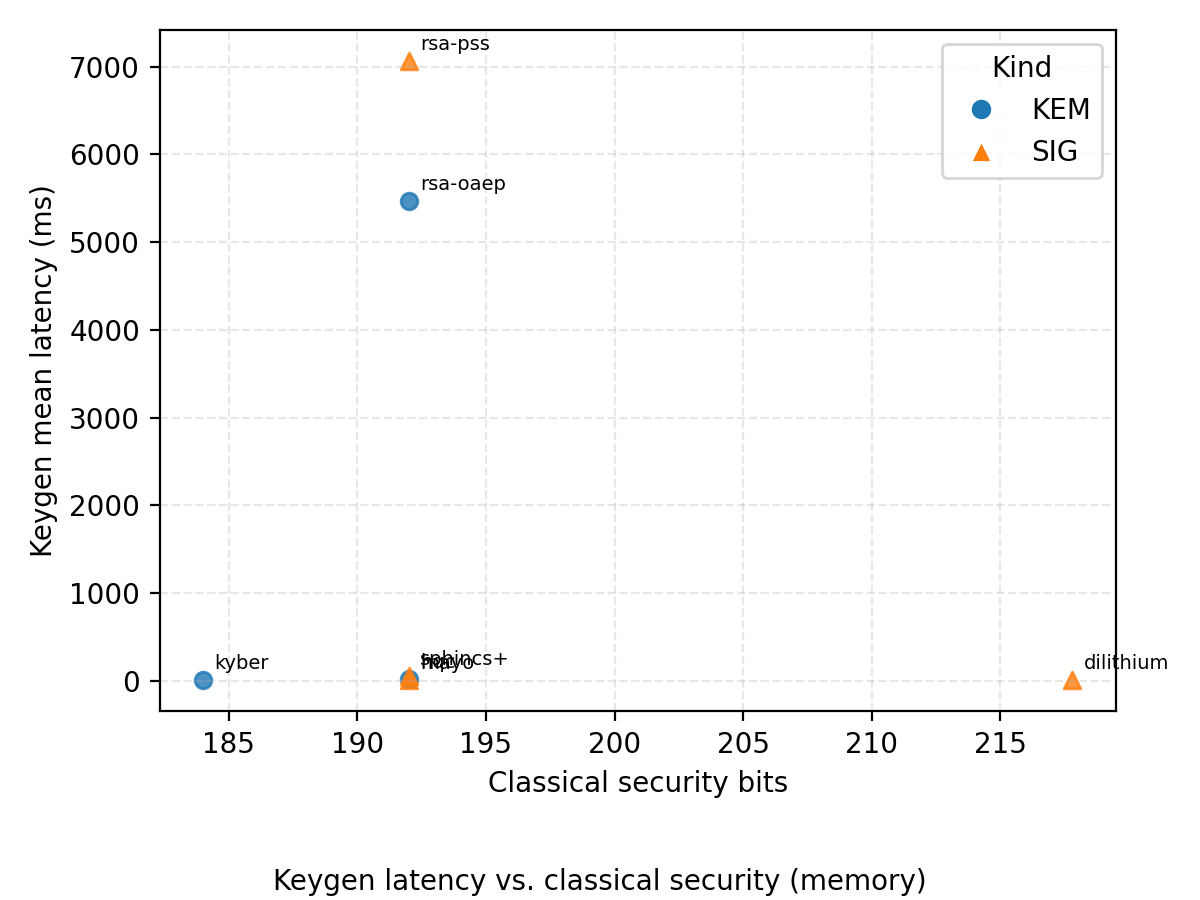 rsa-pss
7000
Kind
KEM
SIG
6000
rsa-oaep
5000
Keygen mean latency (ms)
4000
3000
2000
1000
sphincs+
kyber
dilithium
0
185 190 195 200 205 210 215
Classical security bits
Keygen latency vs. classical security (memory)